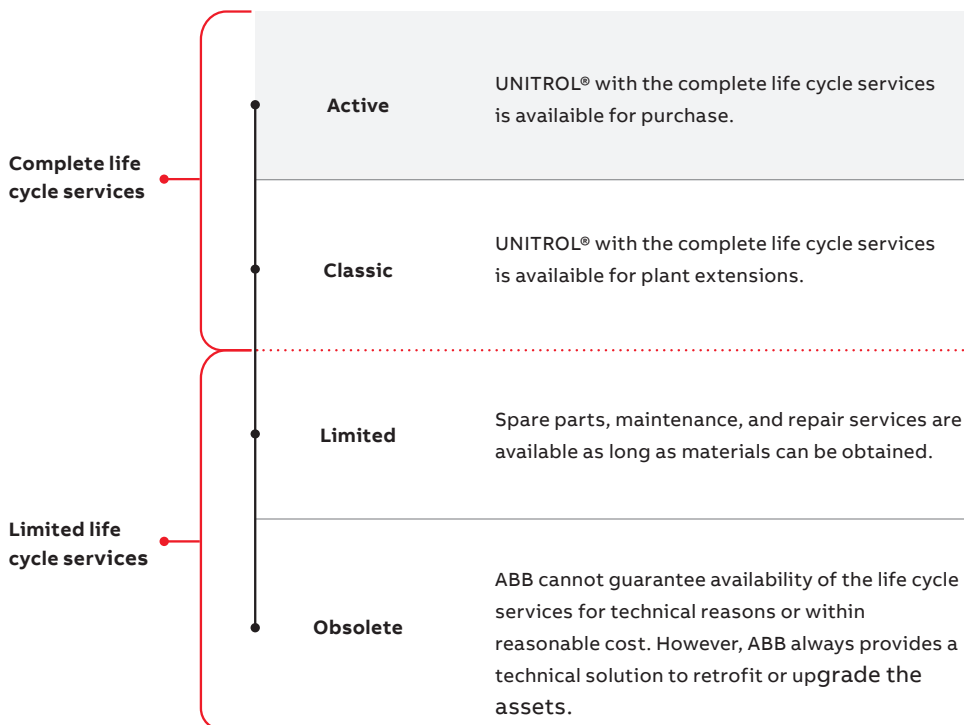 Complete life
cycle services
Active
UNITROL® with the complete life cycle services
is availaible for purchase.
Classic
UNITROL® with the complete life cycle services
is availaible for plant extensions.
Limited life
cycle services
Limited
Spare parts, maintenance, and repair services are
available as long as materials can be obtained.
Obsolete
ABB cannot guarantee availability of the life cycle
services for technical reasons or within
reasonable cost. However, ABB always provides a
technical solution to retrofit or upgrade the
assets.